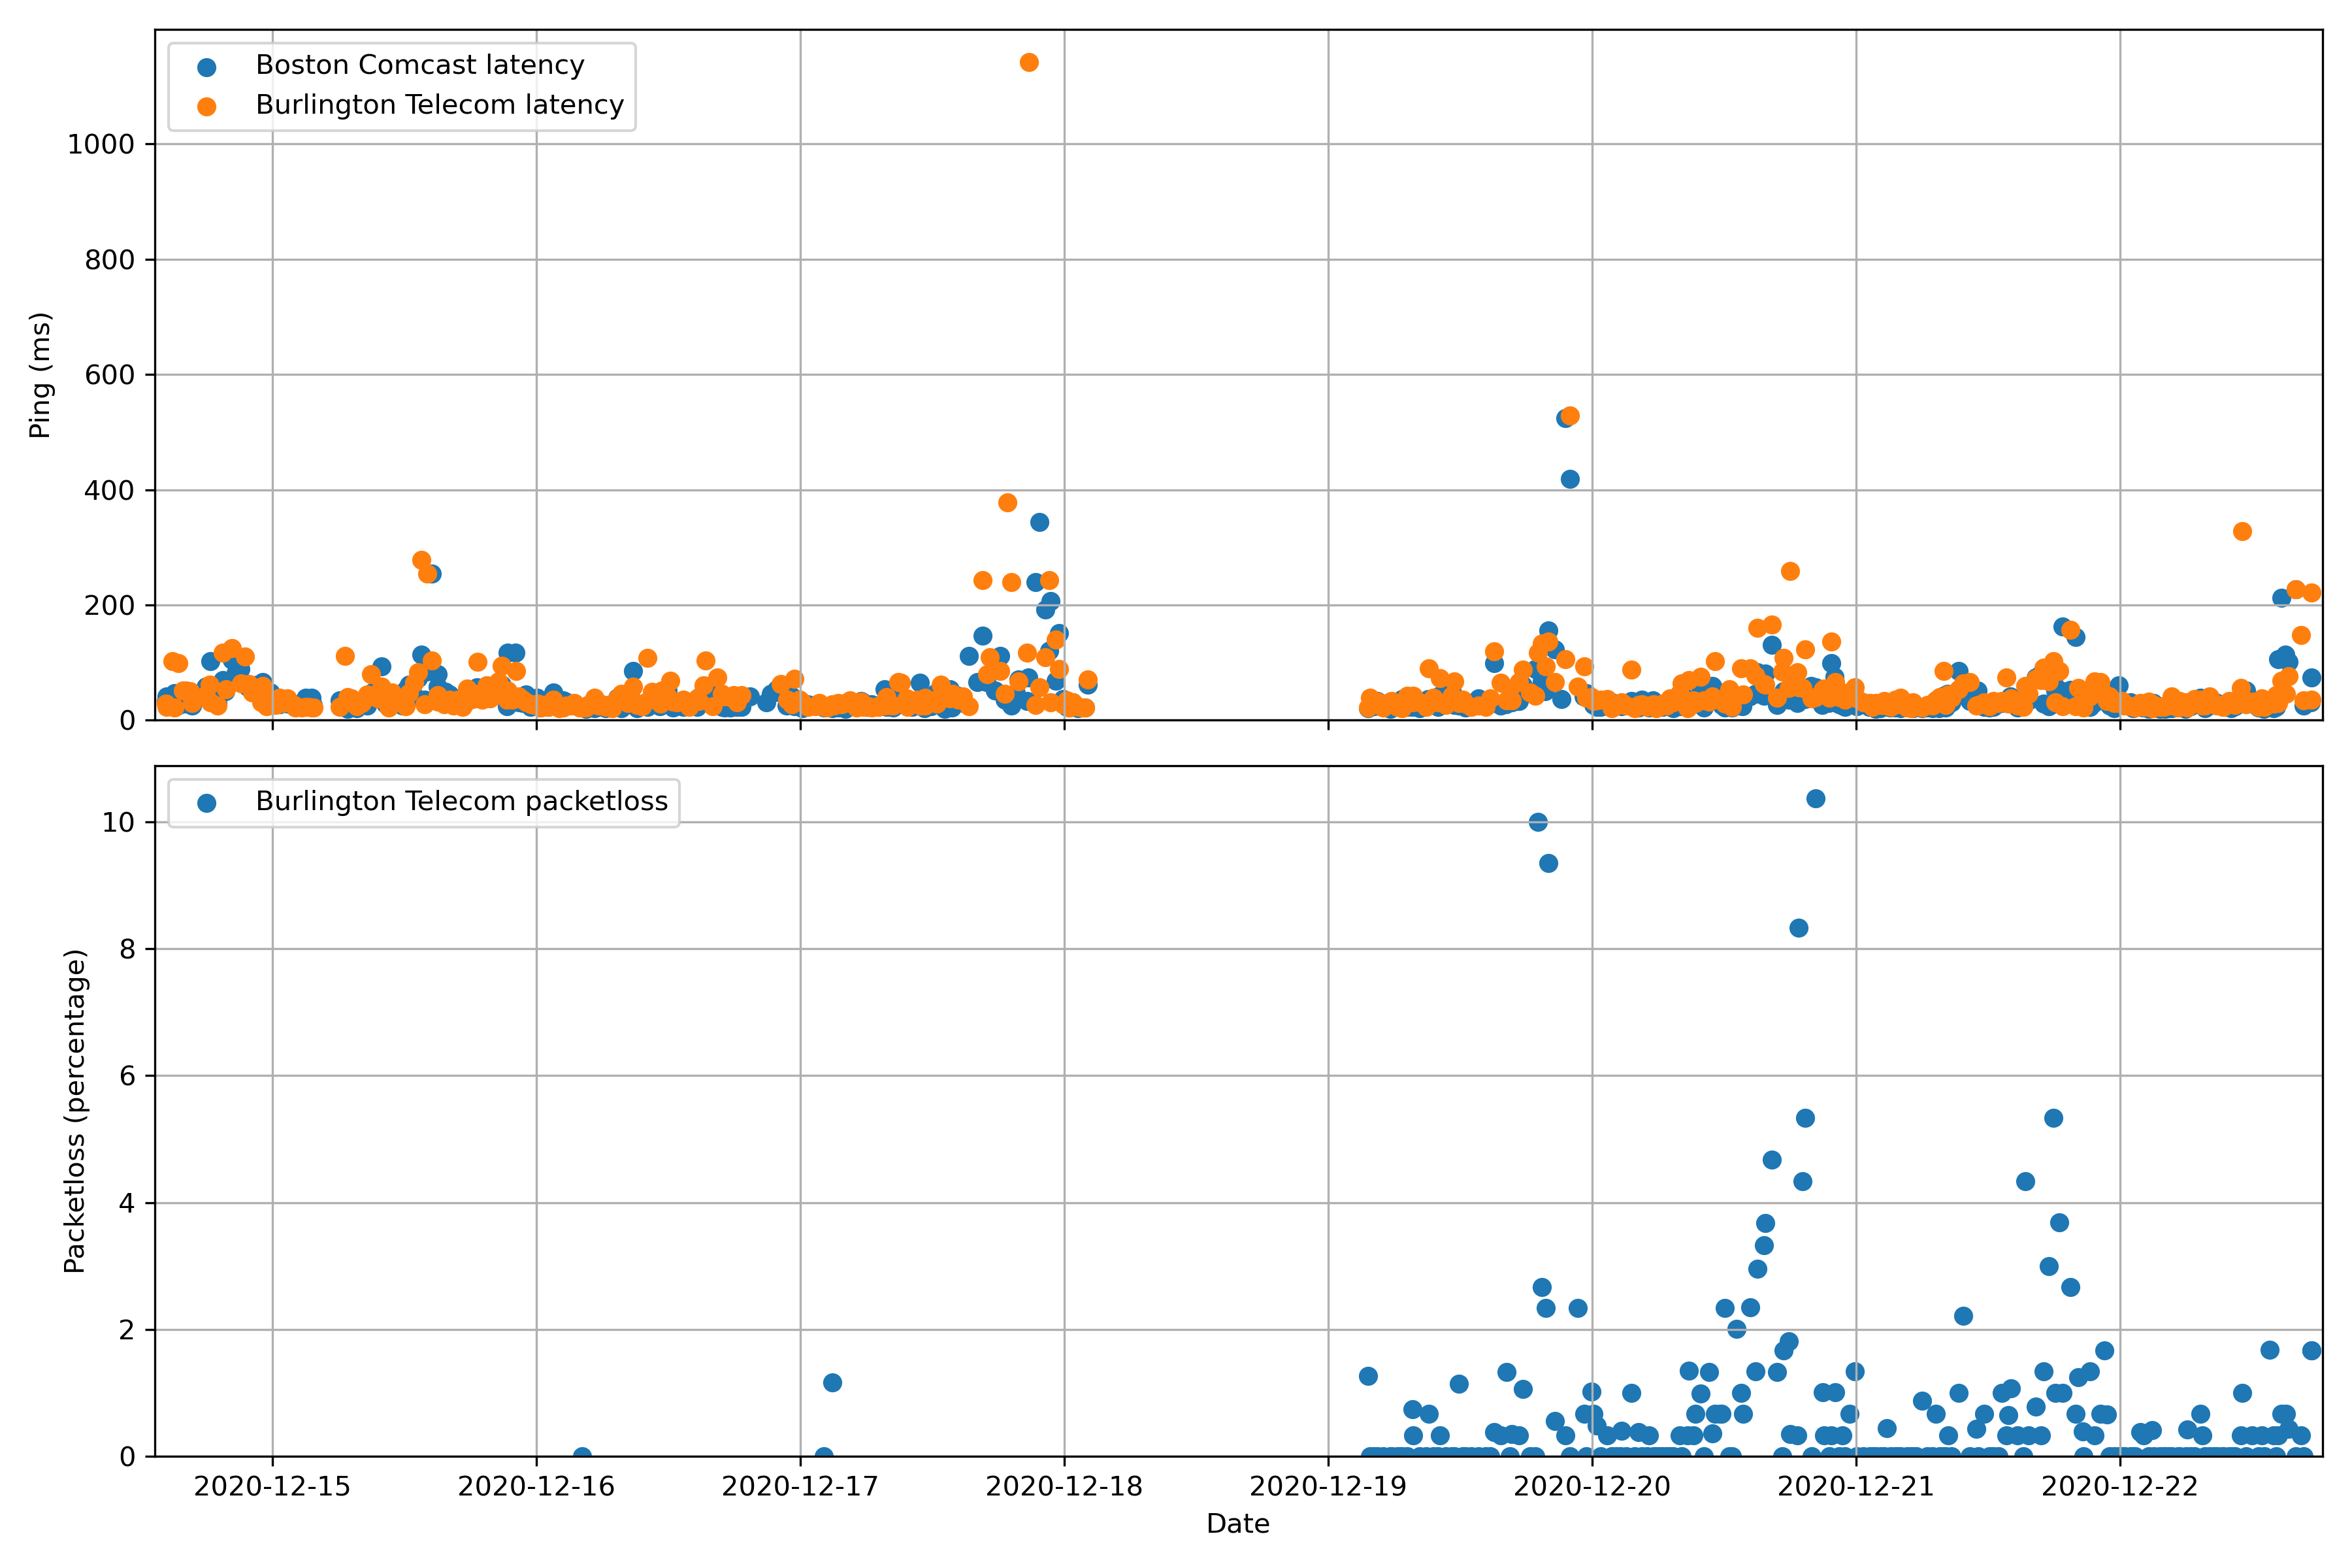 Boston Comcast latency
Burlington Telecom latency
1000
800
600
400
200
0
Ping (ms)
Burlington Telecom packetloss
10
8
6
4
2
0
Packetloss (percentage)
2020-12-15 2020-12-16 2020-12-17 2020-12-18 2020-12-19 2020-12-20 2020-12-21 2020-12-22
Date